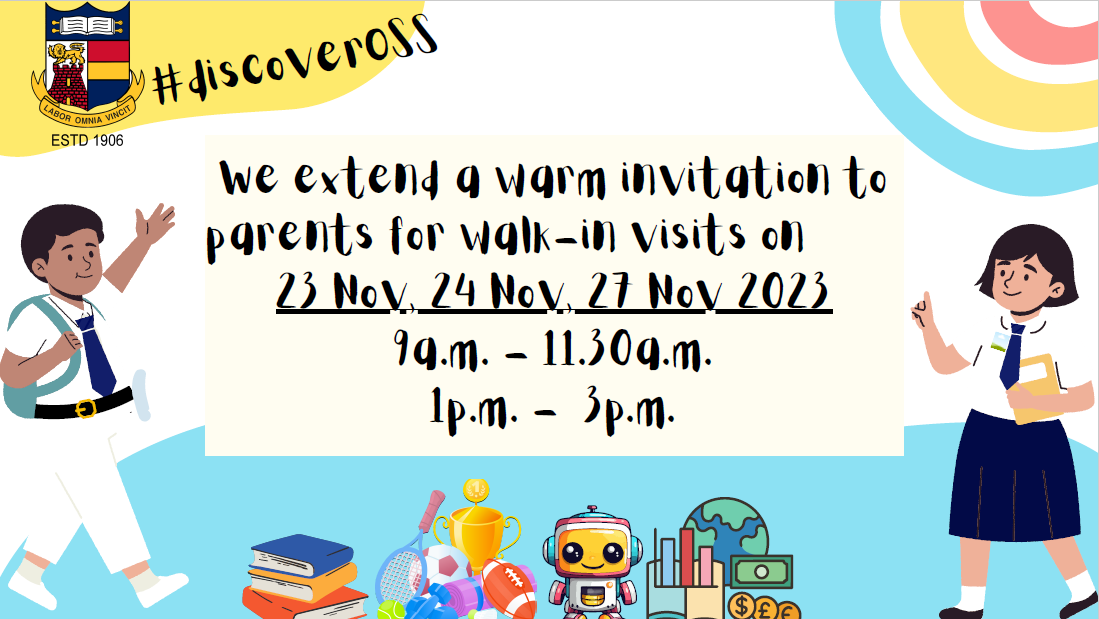 #discoverOSS
LABOR OMNIA VINCIT
ESTD 1906
We extend a warm invitation to
parents for walk-in visits on
23 Nov, 24 Nov, 27 Nov 2023
9a.m. - 11.30a.m.
1p.m. - 3p.m.
1
$ £ €